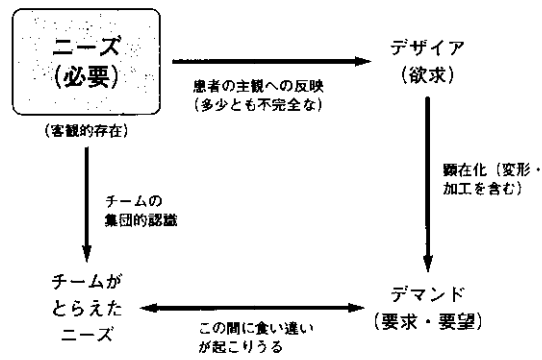 ニーズ
(必要)
(客観的存在)
患者の主観への反映
(多少とも不完全な)
デザイア
(欲求)
チームの
集団的認識
顕在化(変形・
加工を含む)
チームが
とらえた
ニーズ
この間に食い違い
が起こりうる
デマンド
(要求・要望)